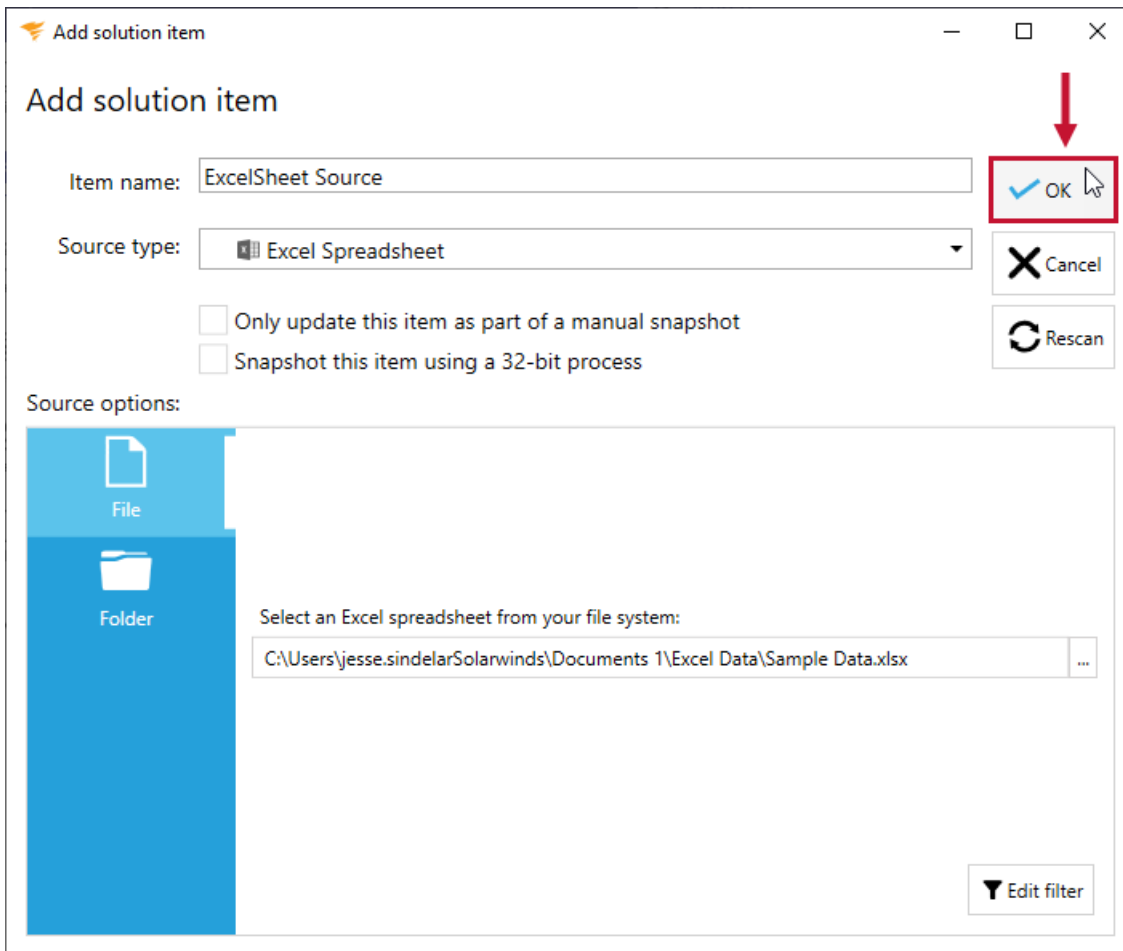 Add solution item
Add solution item
Item name: ExcelSheet Source
OK
Source type: Excel Spreadsheet
Cancel
Only update this item as part of a manual snapshot
Rescan
Snapshot this item using a 32-bit process
Source options:
File
Folder
Select an Excel spreadsheet from your file system:
C:\Users\jesse.sindelarSolarwinds\Documents 1\Excel Data\Sample Data.xlsx ...
Edit filter